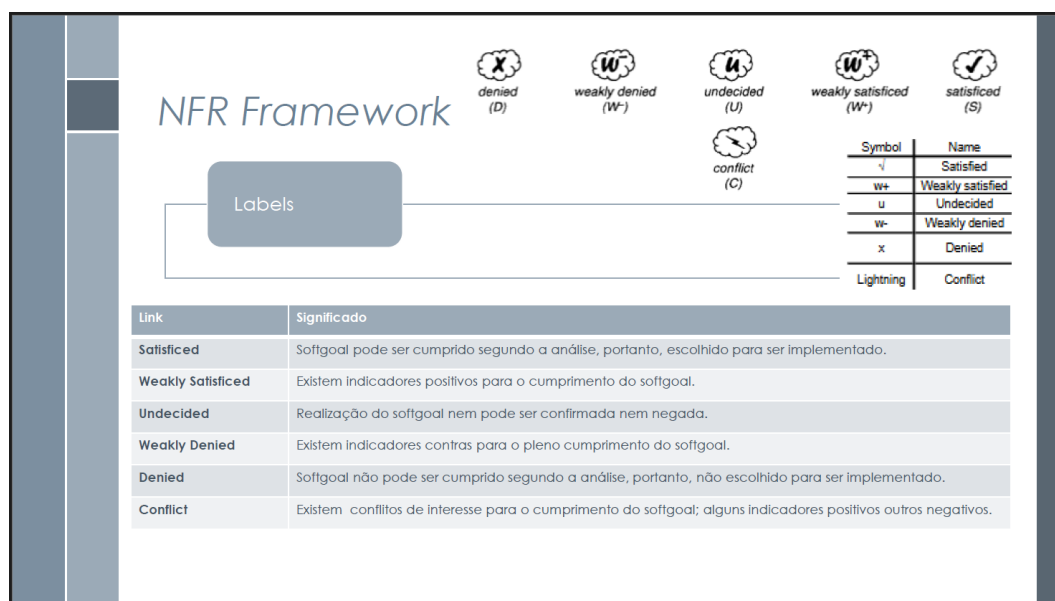 NFR Framework
X
denied
(D)
W⁻
weakly denied
(W⁻)
u
undecided
(U)
W⁺
weakly satisficed
(W⁺)
✓
satisficed
(S)
conflict
(C)
Labels
Symbol Name
√ Satisfied
w+ Weakly satisfied
u Undecided
w- Weakly denied
x Denied
Lightning Conflict
Link Significado
Satisficed Softgoal pode ser cumprido segundo a análise, portanto, escolhido para ser implementado.
Weakly Satisficed Existem indicadores positivos para o cumprimento do softgoal.
Undecided Realização do softgoal nem pode ser confirmada nem negada.
Weakly Denied Existem indicadores contras para o pleno cumprimento do softgoal.
Denied Softgoal não pode ser cumprido segundo a análise, portanto, não escolhido para ser implementado.
Conflict Existem conflitos de interesse para o cumprimento do softgoal; alguns indicadores positivos outros negativos.